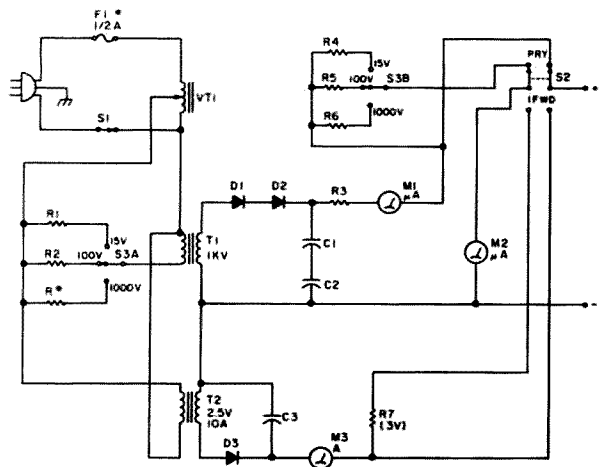 F1 *
1/2 A
VT1
S1
R4
15V
R5
100V
S3B
R6
1000V
PRV
S2
IFWD
R1
15V
R2
100V
S3A
R*
1000V
T1
1KV
D1
D2
R3
M1
μA
C1
C2
M2
μA
T2
2.5V
10A
C3
D3
M3
A
R7
(3V)